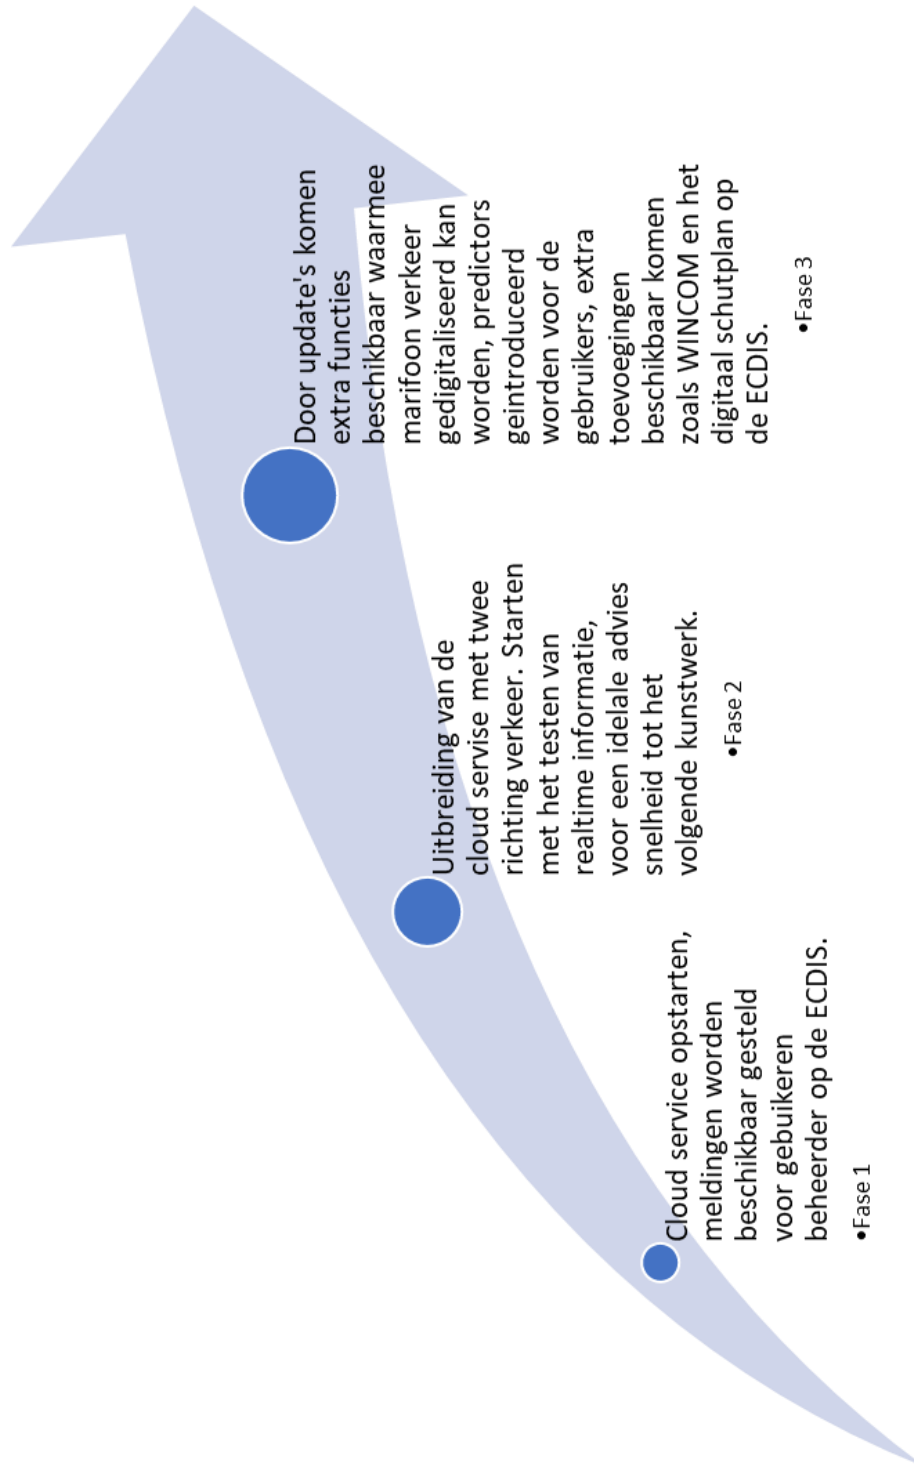 Cloud service opstarten,
meldingen worden
beschikbaar gesteld
voor gebuikeren
beheerder op de ECDIS.
•Fase 1
Uitbreiding van de
cloud servise met twee
richting verkeer. Starten
met het testen van
realtime informatie,
voor een idelale advies
snelheid tot het
volgende kunstwerk.
•Fase 2
Door update's komen
extra functies
beschikbaar waarmee
marifoon verkeer
gedigitaliseerd kan
worden, predictors
geintroduceerd
worden voor de
gebruikers, extra
toevoegingen
beschikbaar komen
zoals WINCOM en het
digitaal schutplan op
de ECDIS.
•Fase 3